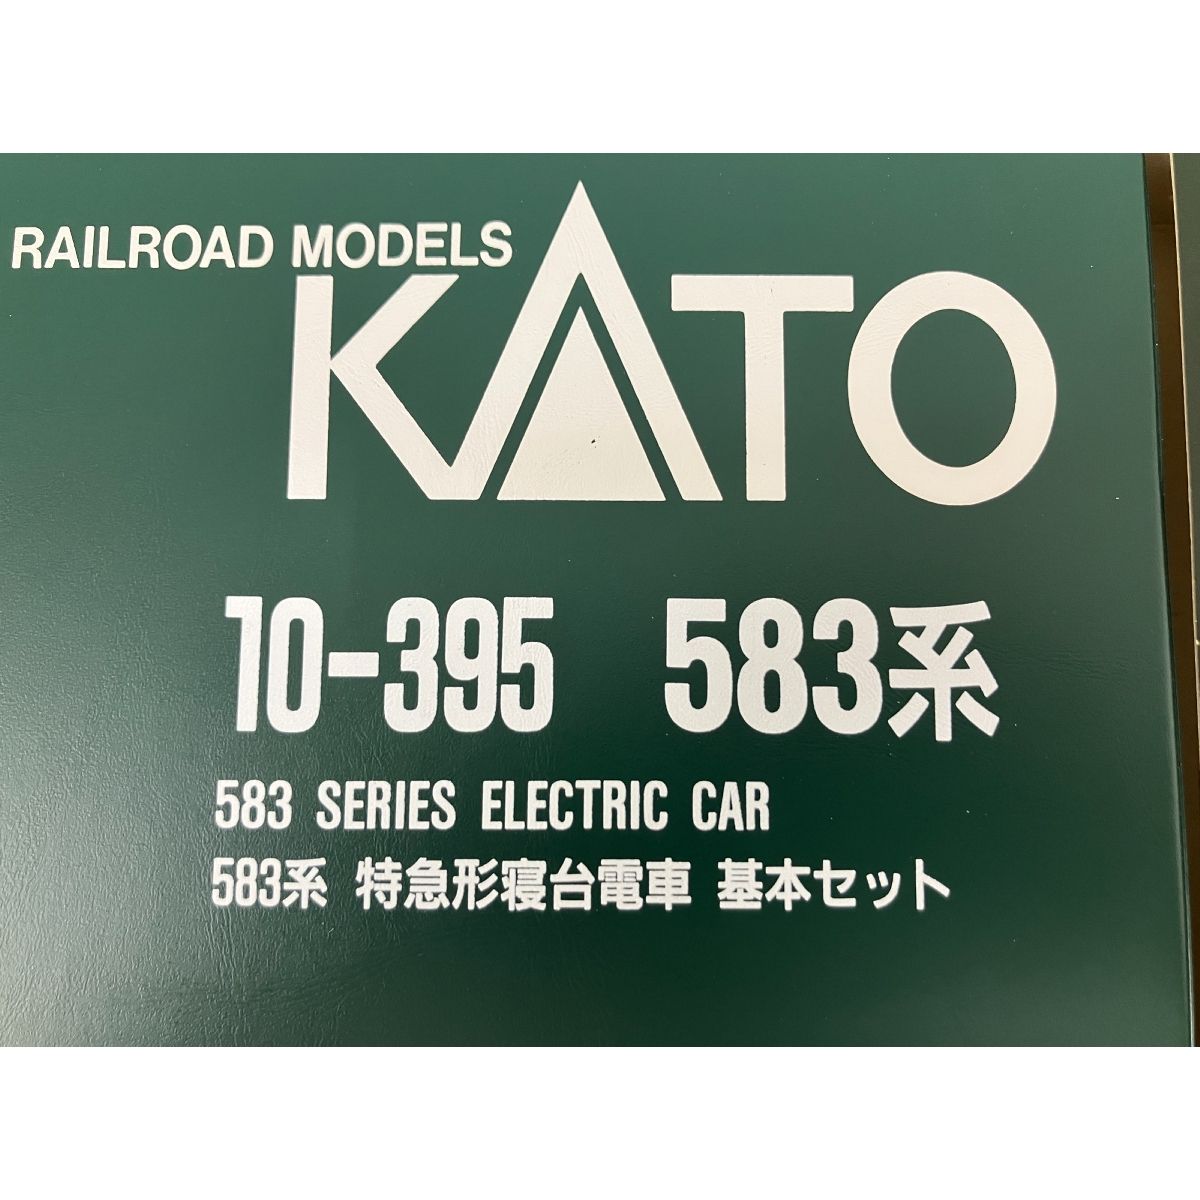 RAILROAD MODELS
KATO
10-395 583系
583 SERIES ELECTRIC CAR
583系 特急形寝台電車 基本セット